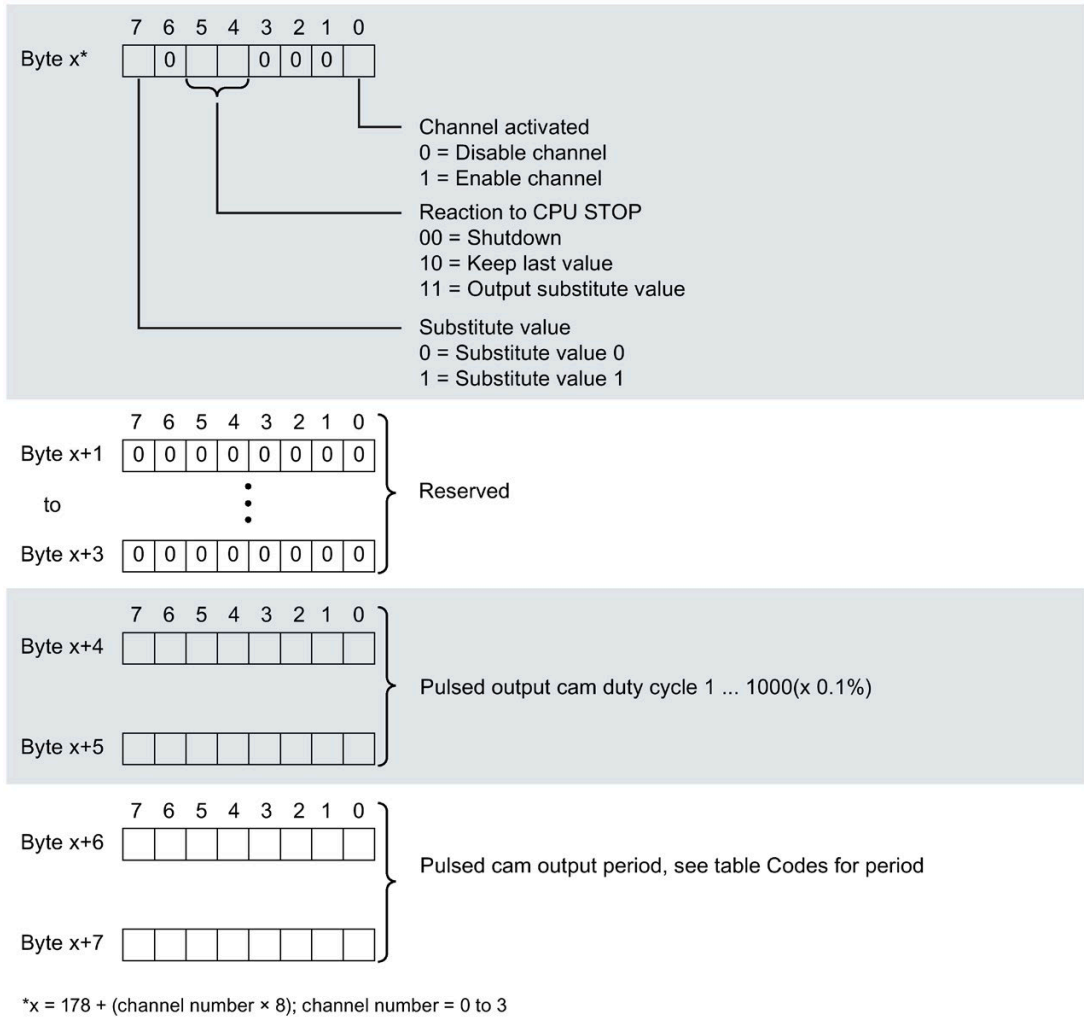 7 6 5 4 3 2 1 0
Byte x* 0 0 0 0
Channel activated
0 = Disable channel
1 = Enable channel
Reaction to CPU STOP
00 = Shutdown
10 = Keep last value
11 = Output substitute value
Substitute value
0 = Substitute value 0
1 = Substitute value 1
7 6 5 4 3 2 1 0
Byte x+1 0 0 0 0 0 0 0 0
to
Reserved
Byte x+3 0 0 0 0 0 0 0 0
7 6 5 4 3 2 1 0
Byte x+4
Pulsed output cam duty cycle 1 ... 1000(x 0.1%)
Byte x+5
7 6 5 4 3 2 1 0
Byte x+6
Pulsed cam output period, see table Codes for period
Byte x+7
*x = 178 + (channel number × 8); channel number = 0 to 3